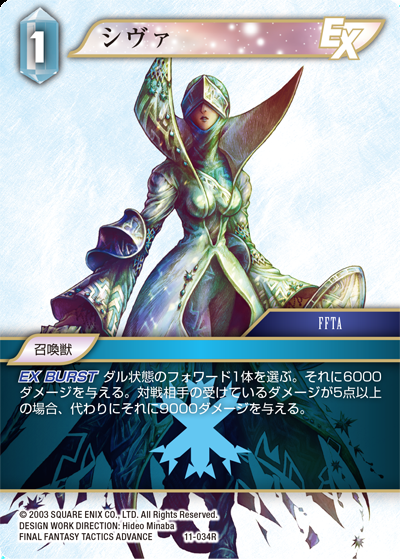 1
シヴァ
EX
FFTA
召喚獣
EX BURST ダル状態のフォワード1体を選ぶ。それに6000
ダメージを与える。対戦相手の受けているダメージが5点以上
の場合、代わりにそれに9000ダメージを与える。
© 2003 SQUARE ENIX CO., LTD. All Rights Reserved.
DESIGN WORK DIRECTION: Hideo Minaba
FINAL FANTASY TACTICS ADVANCE
11-034R